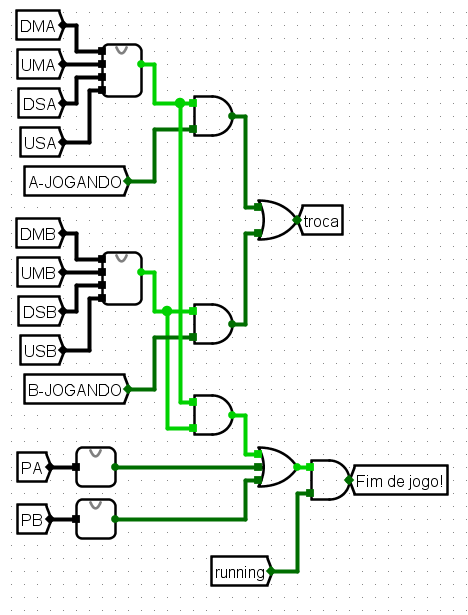 DMA
UMA
DSA
USA
A-JOGANDO
troca
DMB
UMB
DSB
USB
B-JOGANDO
PA
Fim de jogo!
PB
running